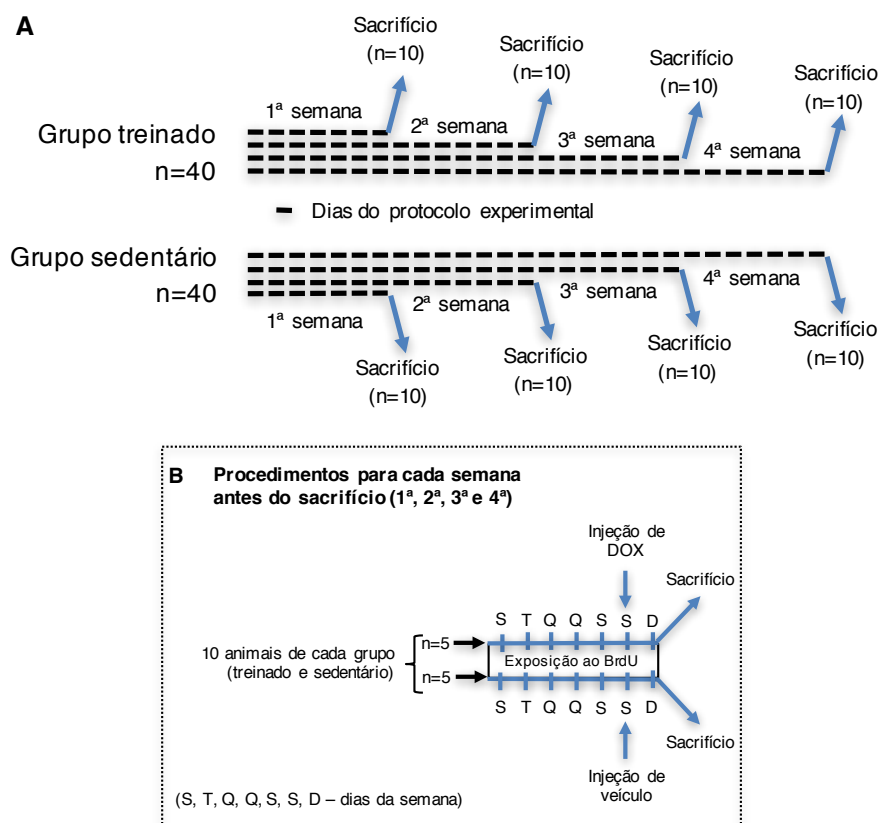 A
Sacrifício
(n=10)
Sacrifício
(n=10)
Sacrifício
(n=10)
Sacrifício
(n=10)
1ª semana
2ª semana
3ª semana
4ª semana
Grupo treinado
n=40
Dias do protocolo experimental
Grupo sedentário
n=40
1ª semana
2ª semana
3ª semana
4ª semana
Sacrifício
(n=10)
Sacrifício
(n=10)
Sacrifício
(n=10)
Sacrifício
(n=10)
B Procedimentos para cada semana
antes do sacrifício (1ª, 2ª, 3ª e 4ª)
Injeção de
DOX
Sacrifício
S T Q Q S S D
10 animais de cada grupo
(treinado e sedentário)
n=5
n=5
Exposição ao BrdU
S T Q Q S S D
Sacrifício
Injeção de
veículo
(S, T, Q, Q, S, S, D – dias da semana)